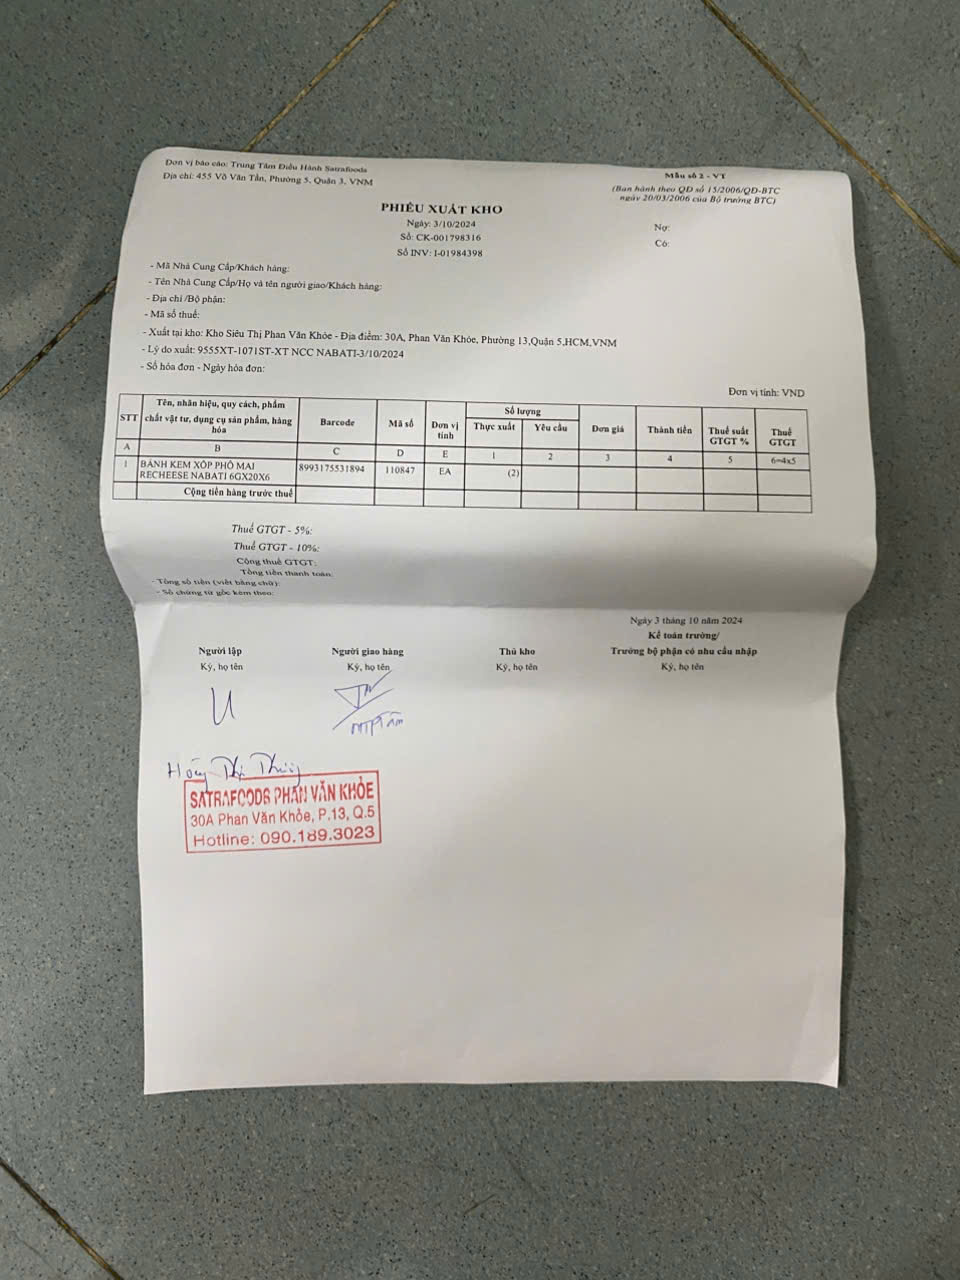 Đơn vị báo cáo: Trung Tâm Điều Hành Satrafoods
Địa chỉ: 455 Võ Văn Tần, Phường 5, Quận 3, VNM
Mẫu số 2 - VT
(Ban hành theo QĐ số 15/2006/QĐ-BTC
ngày 20/03/2006 của Bộ trưởng BTC)
PHIẾU XUẤT KHO
Ngày: 3/10/2024
Số: CK-001798316
Số INV: I-01984398
Nợ:
Có:
- Mã Nhà Cung Cấp/Khách hàng:
- Tên Nhà Cung Cấp/Họ và tên người giao/Khách hàng:
- Địa chỉ /Bộ phận:
- Mã số thuế:
- Xuất tại kho: Kho Siêu Thị Phan Văn Khỏe - Địa điểm: 30A, Phan Văn Khỏe, Phường 13,Quận 5,HCM,VNM
- Lý do xuất: 9555XT-1071ST-XT NCC NABATI-3/10/2024
- Số hóa đơn - Ngày hóa đơn:
Đơn vị tính: VND
STT Tên, nhãn hiệu, quy cách, phẩm chất vật tư, dụng cụ sản phẩm, hàng hóa Barcode Mã số Đơn vị tính Số lượng Thực xuất Yêu cầu Đơn giá Thành tiền Thuế suất GTGT % Thuế GTGT
A B C D E 1 2 3 4 5 6=4x5
1 BÁNH KEM XỐP PHÔ MAI RECHEESE NABATI 6GX20X6 8993175531894 110847 EA (2)
Cộng tiền hàng trước thuế
Thuế GTGT - 5%:
Thuế GTGT - 10%:
Cộng thuế GTGT:
Tổng tiền thanh toán:
- Tổng số tiền (viết bằng chữ):
- Số chứng từ gốc kèm theo:
Ngày 3 tháng 10 năm 2024
Người lập Người giao hàng Thủ kho Kế toán trưởng/ Trưởng bộ phận có nhu cầu nhập
Ký, họ tên Ký, họ tên Ký, họ tên Ký, họ tên
SATRAFOODS PHAN VĂN KHỎE
30A Phan Văn Khỏe, P.13, Q.5
Hotline: 090.189.3023